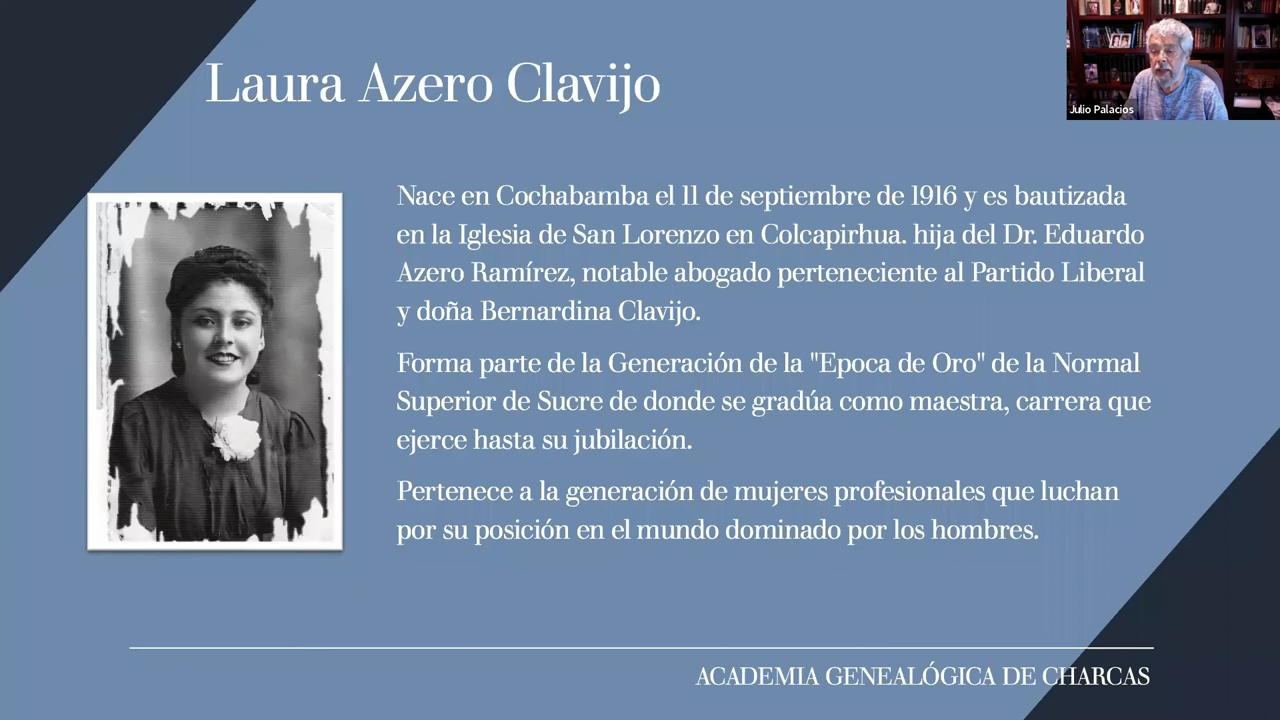 Laura Azero Clavijo
Julio Palacios
Nace en Cochabamba el 11 de septiembre de 1916 y es bautizada
en la Iglesia de San Lorenzo en Colcapirhua. hija del Dr. Eduardo
Azero Ramírez, notable abogado perteneciente al Partido Liberal
y doña Bernardina Clavijo.
Forma parte de la Generación de la "Epoca de Oro" de la Normal
Superior de Sucre de donde se gradúa como maestra, carrera que
ejerce hasta su jubilación.
Pertenece a la generación de mujeres profesionales que luchan
por su posición en el mundo dominado por los hombres.
ACADEMIA GENEALÓGICA DE CHARCAS